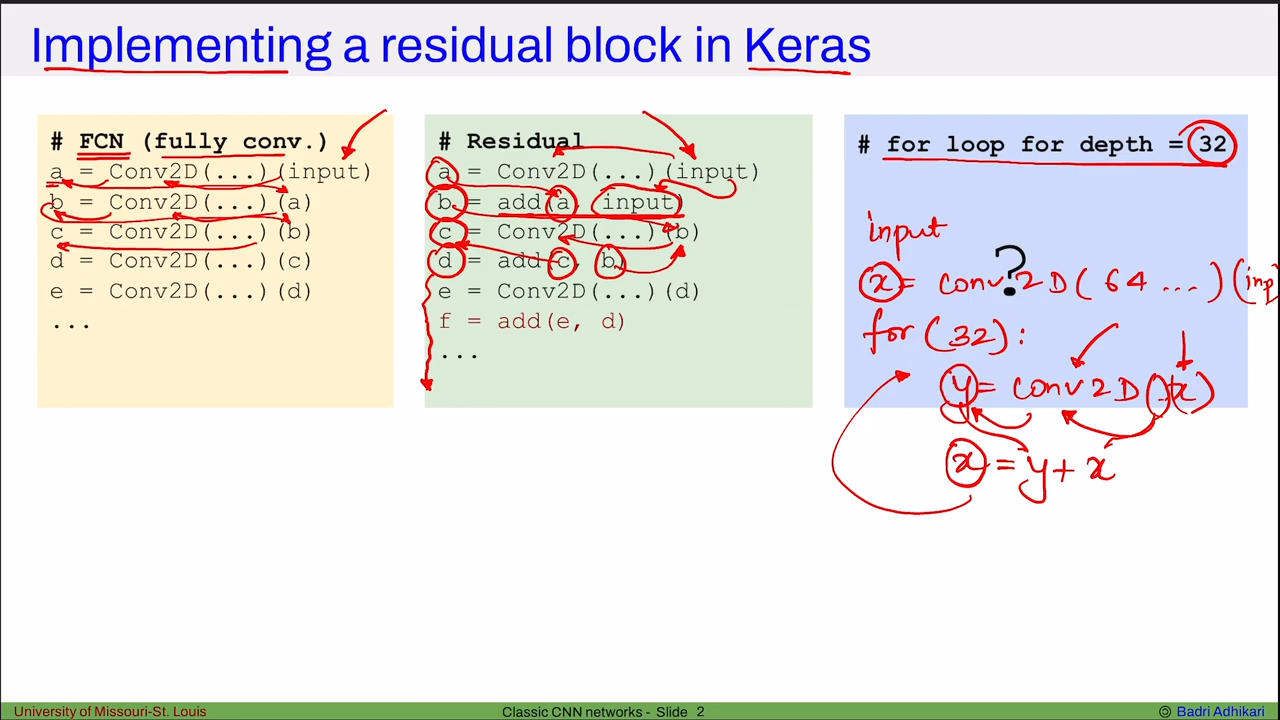 Implementing a residual block in Keras
# FCN (fully conv.)
a = Conv2D(...)(input)
b = Conv2D(...)(a)
c = Conv2D(...)(b)
d = Conv2D(...)(c)
e = Conv2D(...)(d)
...
# Residual
a = Conv2D(...)(input)
b = add(a, input)
c = Conv2D(...)(b)
d = add(c, b)
e = Conv2D(...)(d)
f = add(e, d)
...
# for loop for depth = 32
?
input
x = conv2D( 64 ...)(inp)
for (32):
y = conv2D(..)(x)
x = y + x
University of Missouri-St. Louis
Classic CNN networks - Slide 2
Badri Adhikari